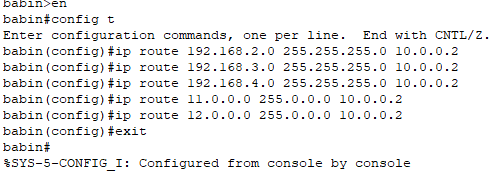 babin>en
babin#config t
Enter configuration commands, one per line.  End with CNTL/Z.
babin(config)#ip route 192.168.2.0 255.255.255.0 10.0.0.2
babin(config)#ip route 192.168.3.0 255.255.255.0 10.0.0.2
babin(config)#ip route 192.168.4.0 255.255.255.0 10.0.0.2
babin(config)#ip route 11.0.0.0 255.0.0.0 10.0.0.2
babin(config)#ip route 12.0.0.0 255.0.0.0 10.0.0.2
babin(config)#exit
babin#
%SYS-5-CONFIG_I: Configured from console by console